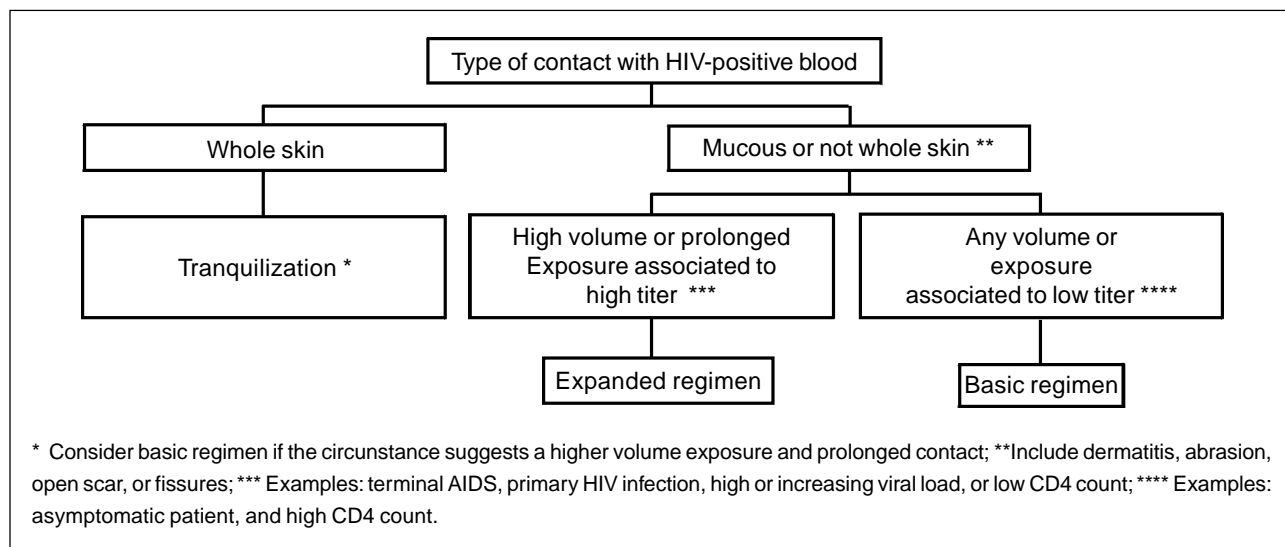 Type of contact with HIV-positive blood
Whole skin
Mucous or not whole skin **
Tranquilization *
High volume or prolonged
Exposure associated to
high titer ***
Any volume or
exposure
associated to low titer ****
Expanded regimen
Basic regimen
* Consider basic regimen if the circumstance suggests a higher volume exposure and prolonged contact; **Include dermatitis, abrasion,
open scar, or fissures; *** Examples: terminal AIDS, primary HIV infection, high or increasing viral load, or low CD4 count; **** Examples:
asymptomatic patient, and high CD4 count.